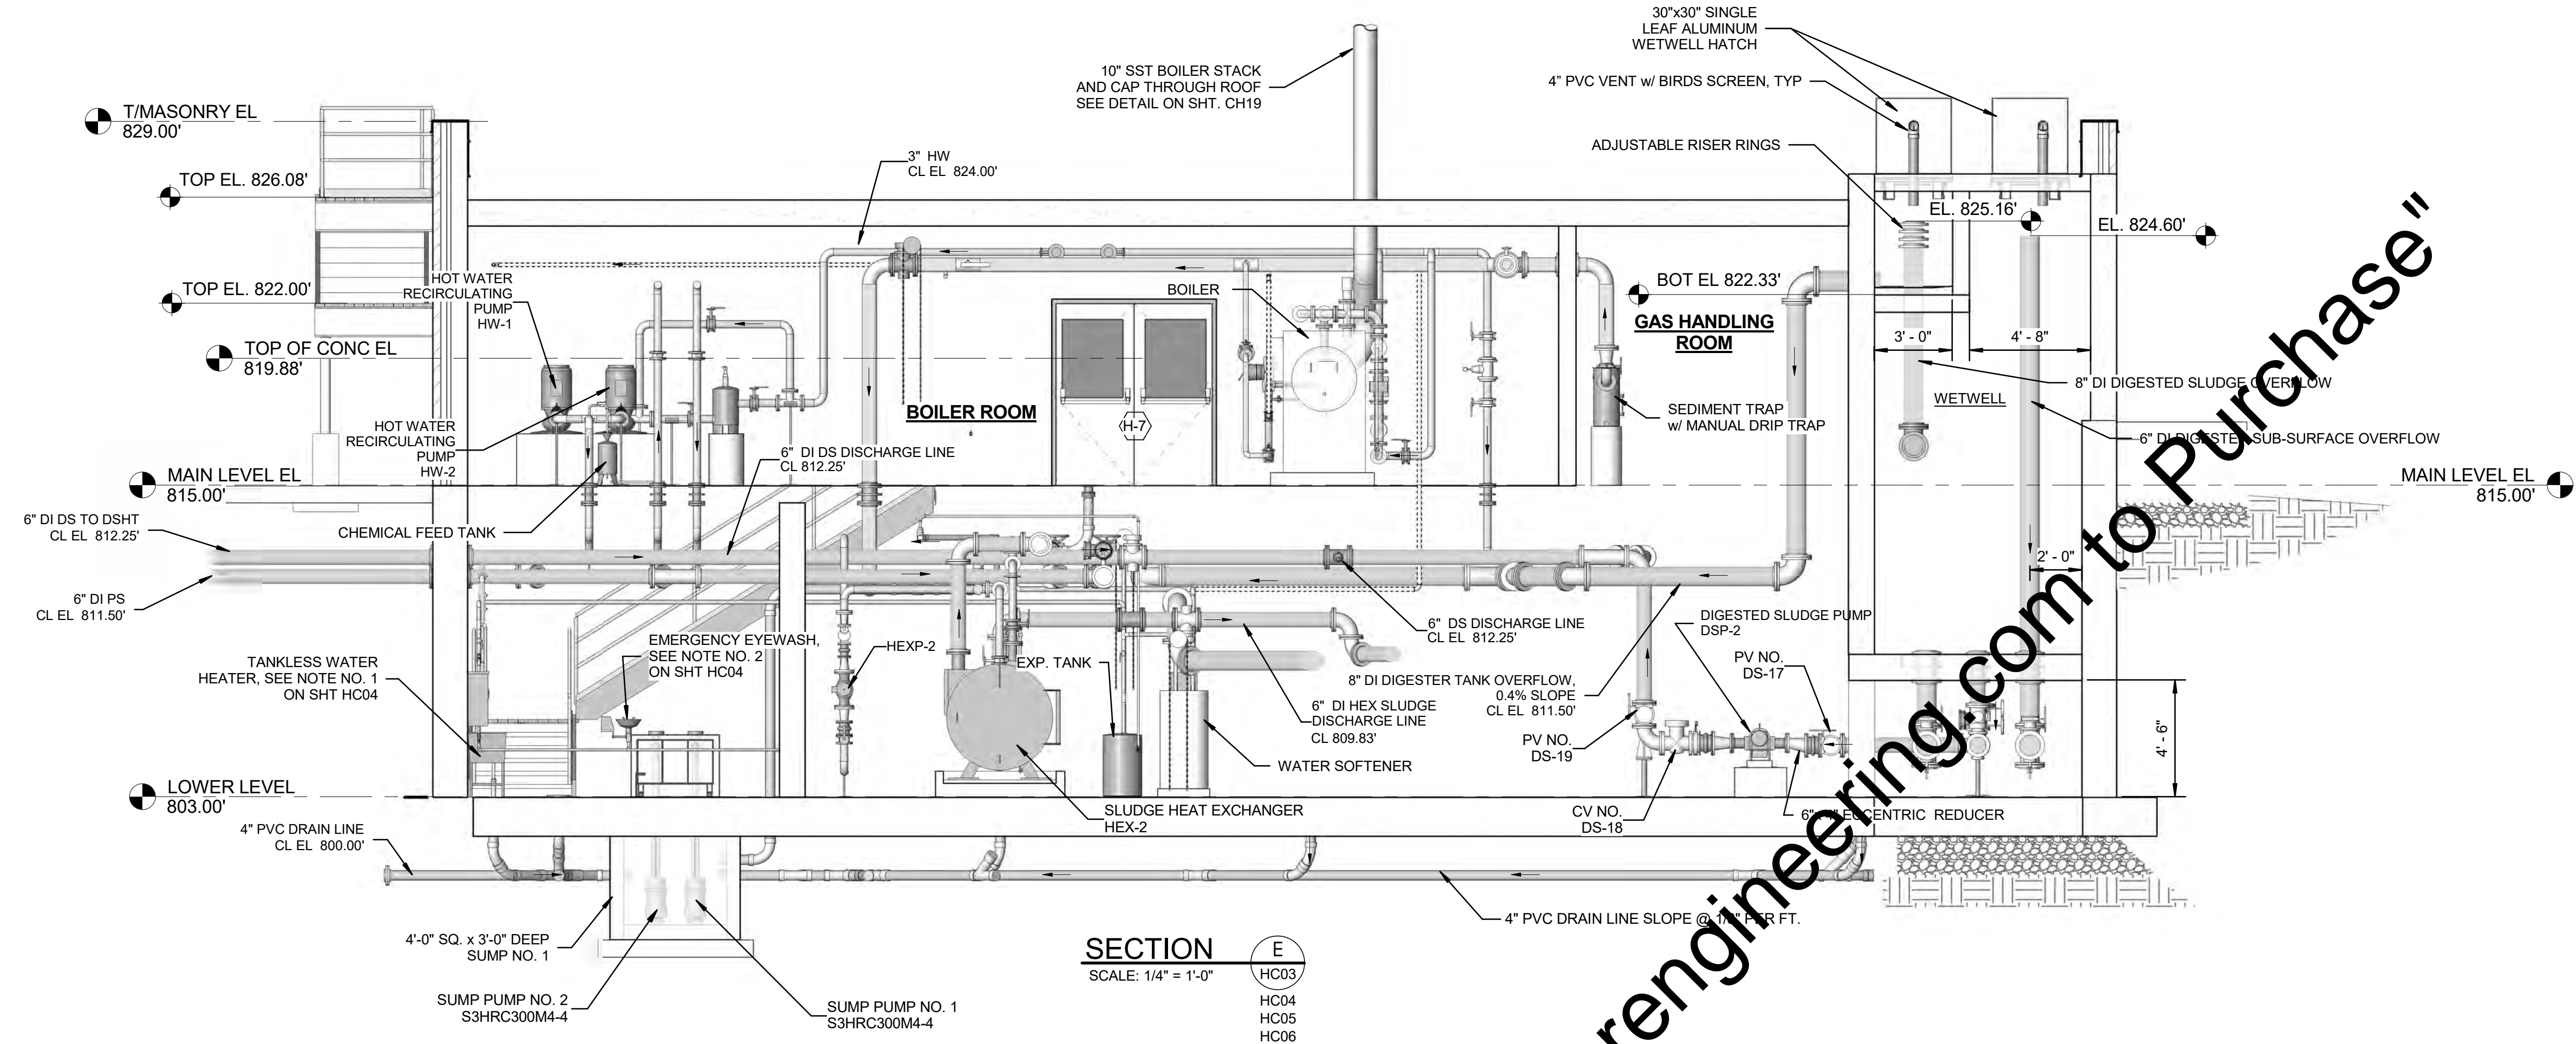 30"x30" SINGLE
LEAF ALUMINUM
WETWELL HATCH
10" SST BOILER STACK
AND CAP THROUGH ROOF
SEE DETAIL ON SHT. CH19
4" PVC VENT w/ BIRDS SCREEN, TYP
T/MASONRY EL
829.00'
ADJUSTABLE RISER RINGS
3" HW
CL EL 824.00'
TOP EL. 826.08'
EL. 825.16'
EL. 824.60'
HOT WATER
RECIRCULATING
PUMP
HW-1
BOILER
BOT EL 822.33'
TOP EL. 822.00'
GAS HANDLING
ROOM
3' - 0"
4' - 8"
TOP OF CONC EL
819.88'
8" DI DIGESTED SLUDGE OVERFLOW
WETWELL
BOILER ROOM
H-7
SEDIMENT TRAP
w/ MANUAL DRIP TRAP
HOT WATER
RECIRCULATING
PUMP
HW-2
6" DI DIGESTER SUB-SURFACE OVERFLOW
6" DI DS DISCHARGE LINE
CL 812.25'
MAIN LEVEL EL
815.00'
MAIN LEVEL EL
815.00'
6" DI DS TO DSHT
CL EL 812.25'
CHEMICAL FEED TANK
2' - 0"
6" DI PS
CL EL 811.50'
6" DS DISCHARGE LINE
CL EL 812.25'
DIGESTED SLUDGE PUMP
DSP-2
EMERGENCY EYEWASH,
SEE NOTE NO. 2
ON SHT HC04
HEXP-2
EXP. TANK
TANKLESS WATER
HEATER, SEE NOTE NO. 1
ON SHT HC04
PV NO.
DS-17
8" DI DIGESTER TANK OVERFLOW,
0.4% SLOPE
CL EL 811.50'
6" DI HEX SLUDGE
DISCHARGE LINE
CL 809.83'
PV NO.
DS-19
4' - 6"
WATER SOFTENER
LOWER LEVEL
803.00'
SLUDGE HEAT EXCHANGER
HEX-2
CV NO.
DS-18
ECCENTRIC REDUCER
4" PVC DRAIN LINE
CL EL 800.00'
4" PVC DRAIN LINE SLOPE @ 1/8" PER FT.
4'-0" SQ. x 3'-0" DEEP
SUMP NO. 1
SECTION
SCALE: 1/4" = 1'-0"
E
HC03
HC04
HC05
HC06
SUMP PUMP NO. 2
S3HRC300M4-4
SUMP PUMP NO. 1
S3HRC300M4-4
rengineering.com to Purchase"